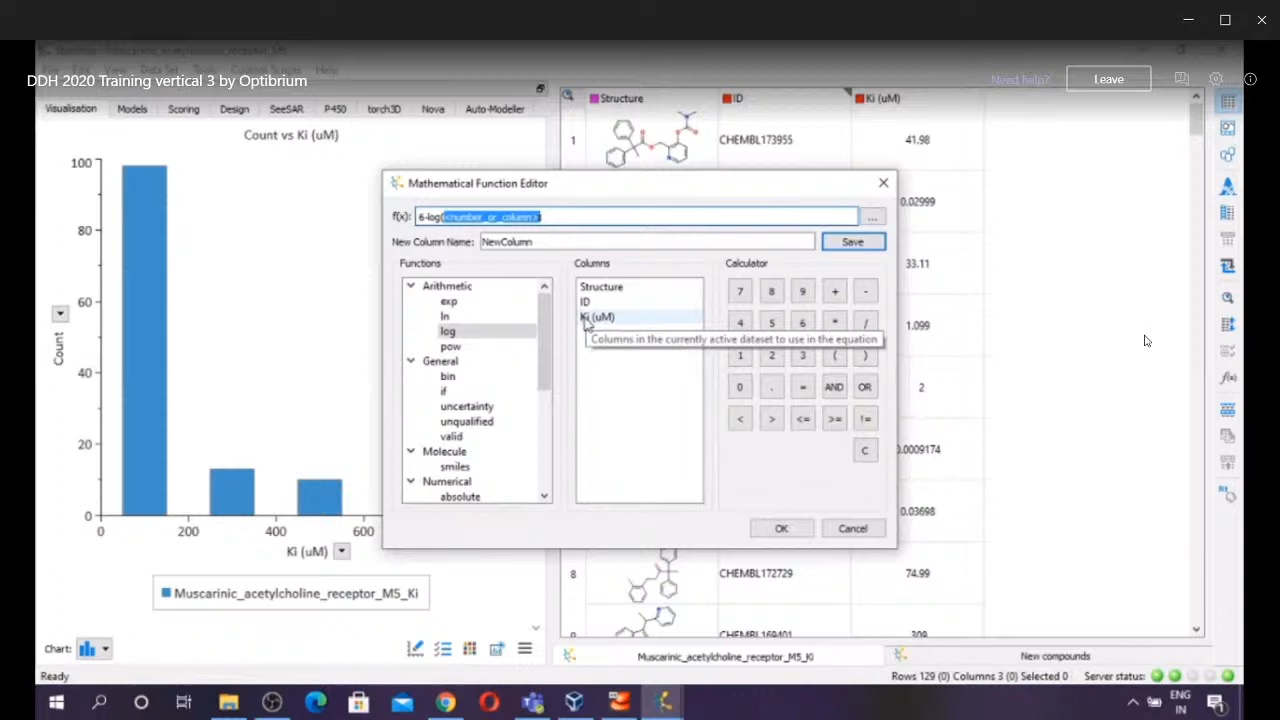 DDH 2020 Training vertical 3 by Optibrium
Need help?
Leave
Visualisation
Models
Scoring
Design
SeeSAR
P450
torch3D
Nova
Auto-Modeller
Count vs Ki (uM)
100
80
60
40
20
0
Count
0
200
400
600
Ki (uM)
Muscarinic_acetylcholine_receptor_M5_Ki
Chart:
Structure
ID
Ki (uM)
1
CHEMBL173955
41.98
0.02999
33.11
1.099
2
0.0009174
0.03698
8
CHEMBL172729
74.99
9
CHEMBL169401
309
Mathematical Function Editor
f(x):
6-log(<number_or_column>)
...
New Column Name:
NewColumn
Save
Functions
Columns
Calculator
Arithmetic
exp
ln
log
pow
General
bin
if
uncertainty
unqualified
valid
Molecule
smiles
Numerical
absolute
Structure
ID
Ki (uM)
Columns in the currently active dataset to use in the equation
7 8 9 + -
4 5 6 * /
1 2 3 ( )
0 . = AND OR
< > <= >= !=
C
OK
Cancel
Muscarinic_acetylcholine_receptor_M5_Ki
New compounds
Ready
Rows 129 (0) Columns 3 (0) Selected 0
Server status:
ENG
IN
1